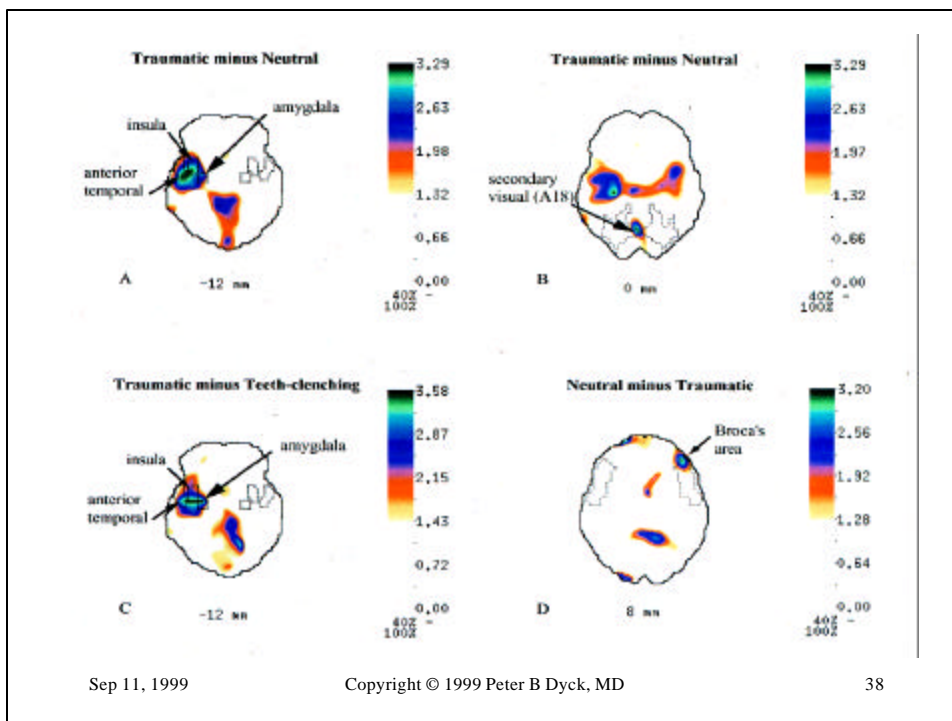 Traumatic minus Neutral
3.29
2.63
1.98
1.32
0.66
0.00
40% -
100%
amygdala
insula
anterior
temporal
A
-12 mm
Traumatic minus Neutral
3.29
2.63
1.97
1.32
0.66
0.00
40% -
100%
secondary
visual (A18)
B
0 mm
Traumatic minus Teeth-clenching
3.58
2.87
2.15
1.43
0.72
0.00
40% -
100%
amygdala
insula
anterior
temporal
C
-12 mm
Neutral minus Traumatic
3.20
2.56
1.92
1.28
0.64
0.00
40% -
100%
Broca's
area
D
8 mm
Sep 11, 1999
Copyright © 1999 Peter B Dyck, MD
38